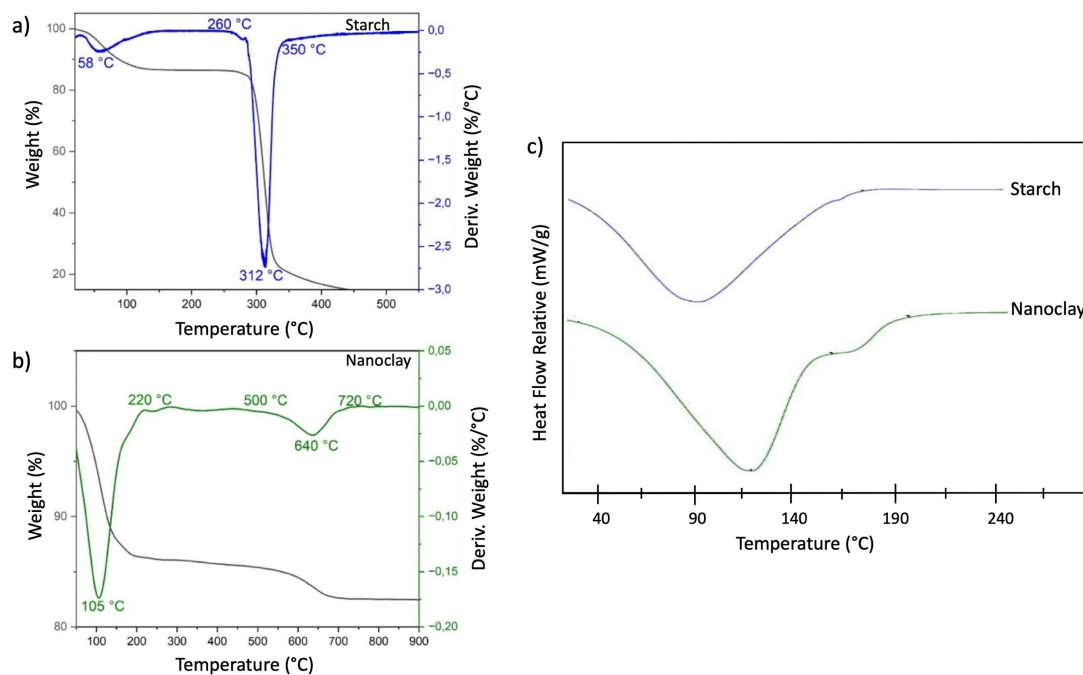 a)
Starch
260 °C
350 °C
58 °C
312 °C
100
80
60
40
20
Weight (%)
0,0
−0,5
−1,0
−1,5
−2,0
−2,5
−3,0
Deriv. Weight (%/°C)
100
200
300
400
500
Temperature (°C)
b)
Nanoclay
220 °C
500 °C
720 °C
640 °C
105 °C
100
90
80
Weight (%)
0,05
0,00
−0,05
−0,10
−0,15
−0,20
Deriv. Weight (%/°C)
100
200
300
400
500
600
700
800
900
Temperature (°C)
c)
Starch
Nanoclay
Heat Flow Relative (mW/g)
40
90
140
190
240
Temperature (°C)